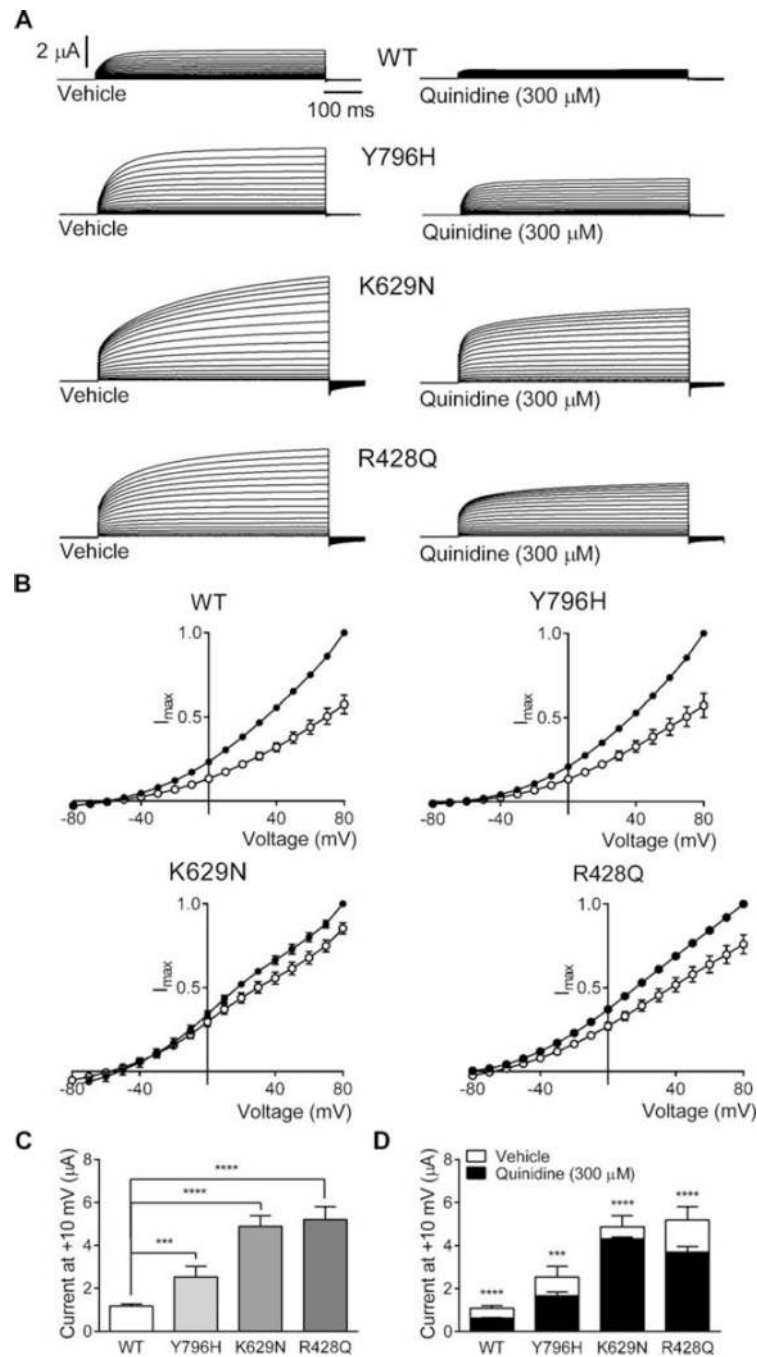 A
2 μA
WT
Vehicle
100 ms
Quinidine (300 μM)
Y796H
Vehicle
Quinidine (300 μM)
K629N
Vehicle
Quinidine (300 μM)
R428Q
Vehicle
Quinidine (300 μM)
B
WT
1.0
Imax
0.5
-80 -40 40 80
Voltage (mV)
Y796H
1.0
Imax
0.5
-80 -40 40 80
Voltage (mV)
K629N
1.0
Imax
0.5
-80 -40 40 80
Voltage (mV)
R428Q
1.0
Imax
0.5
-80 -40 40 80
Voltage (mV)
C
Current at +10 mV (μA)
8
6
4
2
0
****
****
***
WT Y796H K629N R428Q
D
Current at +10 mV (μA)
8
6
4
2
0
Vehicle
Quinidine (300 μM)
**** *** **** ****
WT Y796H K629N R428Q